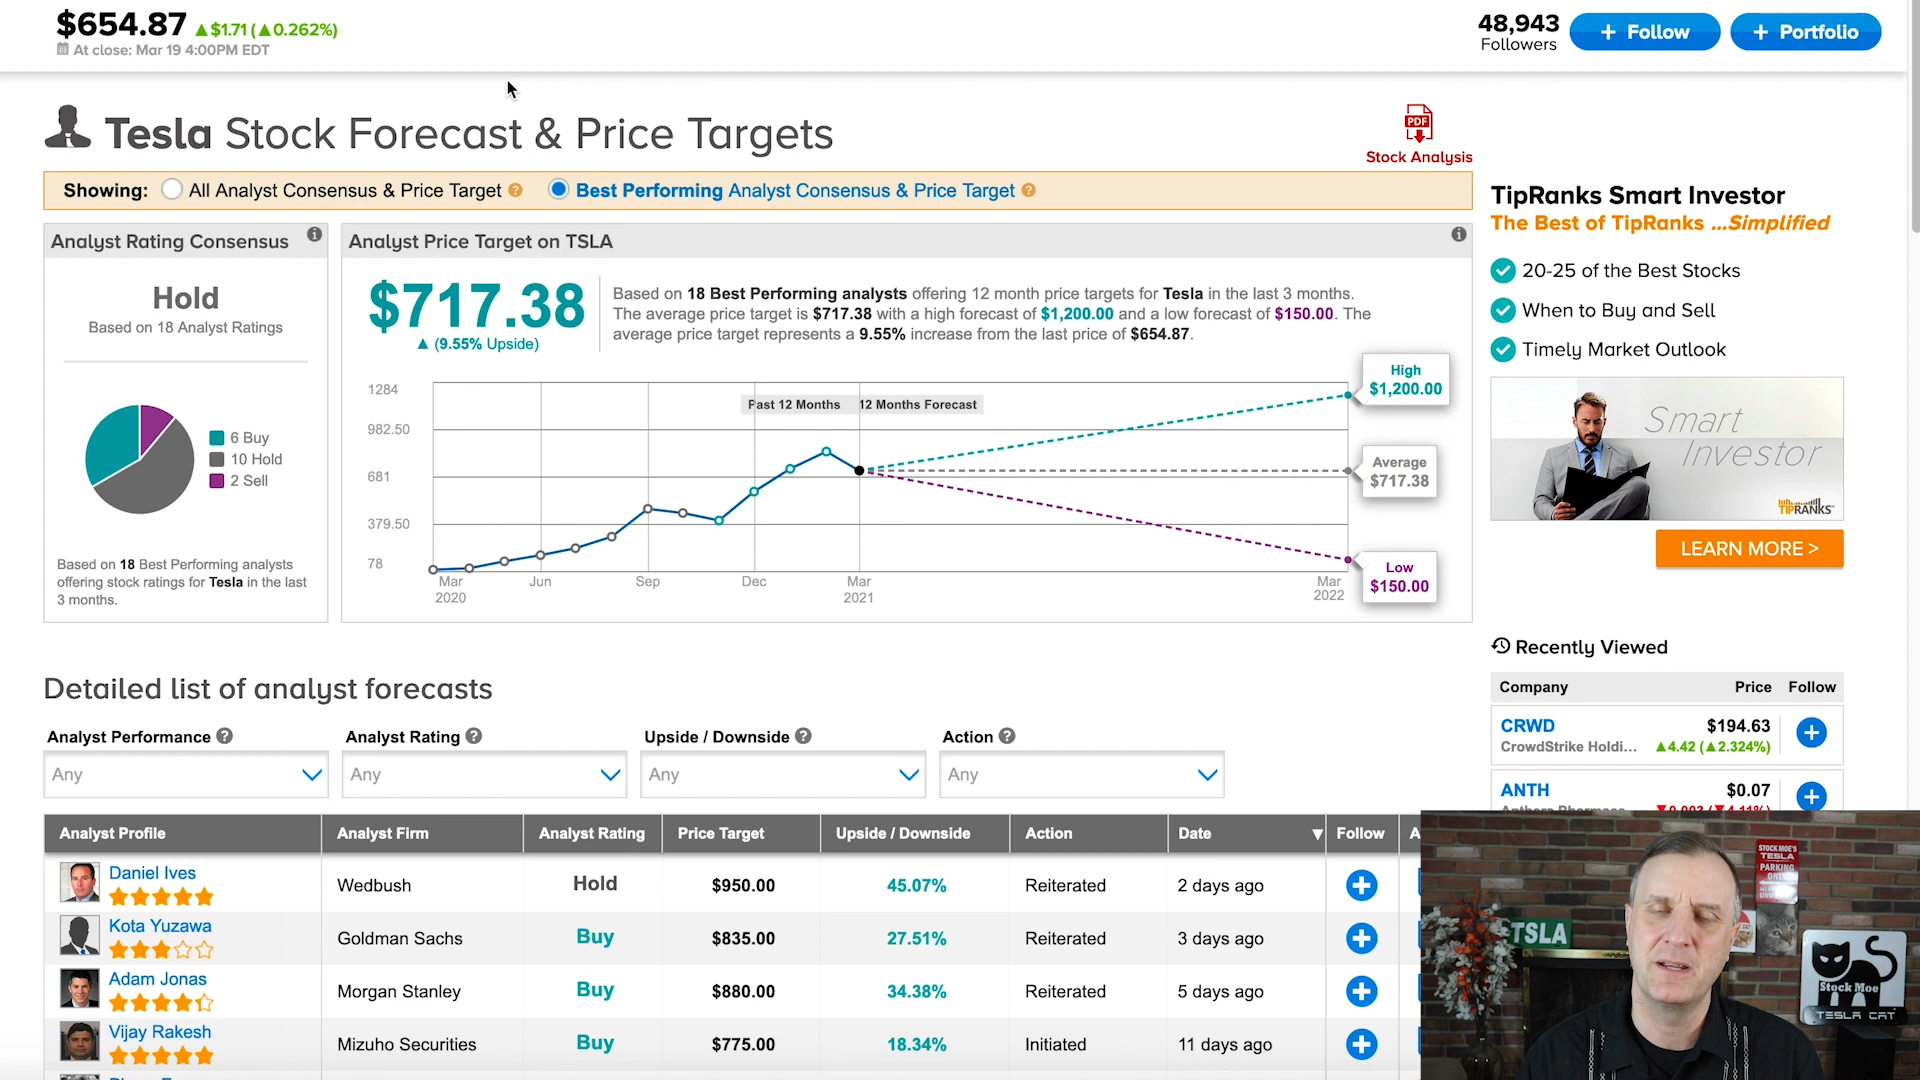 $654.87 ▲$1.71 (▲0.262%)
At close: Mar 19 4:00PM EDT
48,943
Followers
+ Follow
+ Portfolio
Tesla Stock Forecast & Price Targets
PDF
Stock Analysis
Showing: All Analyst Consensus & Price Target ? Best Performing Analyst Consensus & Price Target ?
Analyst Rating Consensus
Hold
Based on 18 Analyst Ratings
6 Buy
10 Hold
2 Sell
Based on 18 Best Performing analysts
offering stock ratings for Tesla in the last
3 months.
Analyst Price Target on TSLA
$717.38
▲ (9.55% Upside)
Based on 18 Best Performing analysts offering 12 month price targets for Tesla in the last 3 months.
The average price target is $717.38 with a high forecast of $1,200.00 and a low forecast of $150.00. The
average price target represents a 9.55% increase from the last price of $654.87.
1284
982.50
681
379.50
78
Past 12 Months
12 Months Forecast
High
$1,200.00
Average
$717.38
Low
$150.00
Mar
2020
Jun
Sep
Dec
Mar
2021
Mar
2022
TipRanks Smart Investor
The Best of TipRanks ...Simplified
20-25 of the Best Stocks
When to Buy and Sell
Timely Market Outlook
Smart
Investor
TIPRANKS
LEARN MORE >
Recently Viewed
Company Price Follow
CRWD $194.63
CrowdStrike Holdi... ▲4.42 (▲2.324%)
ANTH $0.07
Detailed list of analyst forecasts
Analyst Performance ?
Any
Analyst Rating ?
Any
Upside / Downside ?
Any
Action ?
Any
Analyst Profile Analyst Firm Analyst Rating Price Target Upside / Downside Action Date ▼ Follow A
Daniel Ives Wedbush Hold $950.00 45.07% Reiterated 2 days ago
Kota Yuzawa Goldman Sachs Buy $835.00 27.51% Reiterated 3 days ago
Adam Jonas Morgan Stanley Buy $880.00 34.38% Reiterated 5 days ago
Vijay Rakesh Mizuho Securities Buy $775.00 18.34% Initiated 11 days ago
STOCK MOE'S
TESLA
PARKING
ONLY
TSLA
Stock Moe
TESLA CAT